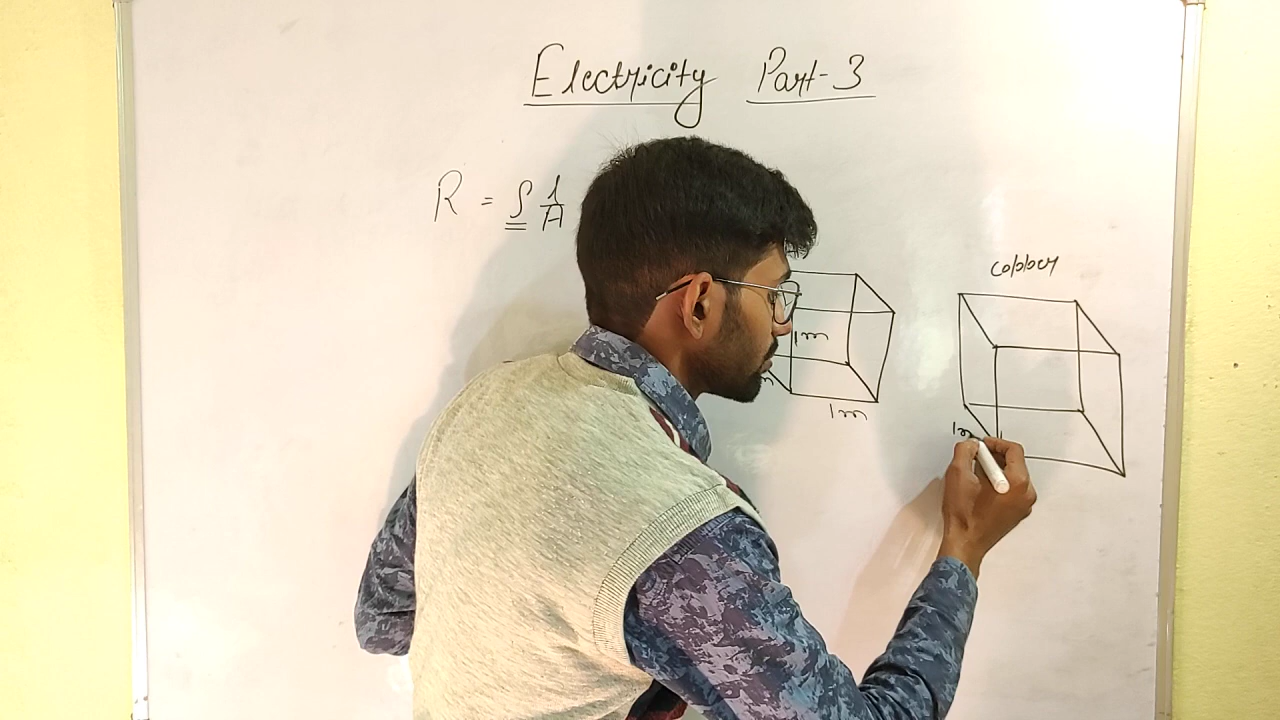 Electricity Part-3
R = ρ l/A
copper
1m
1m
1m